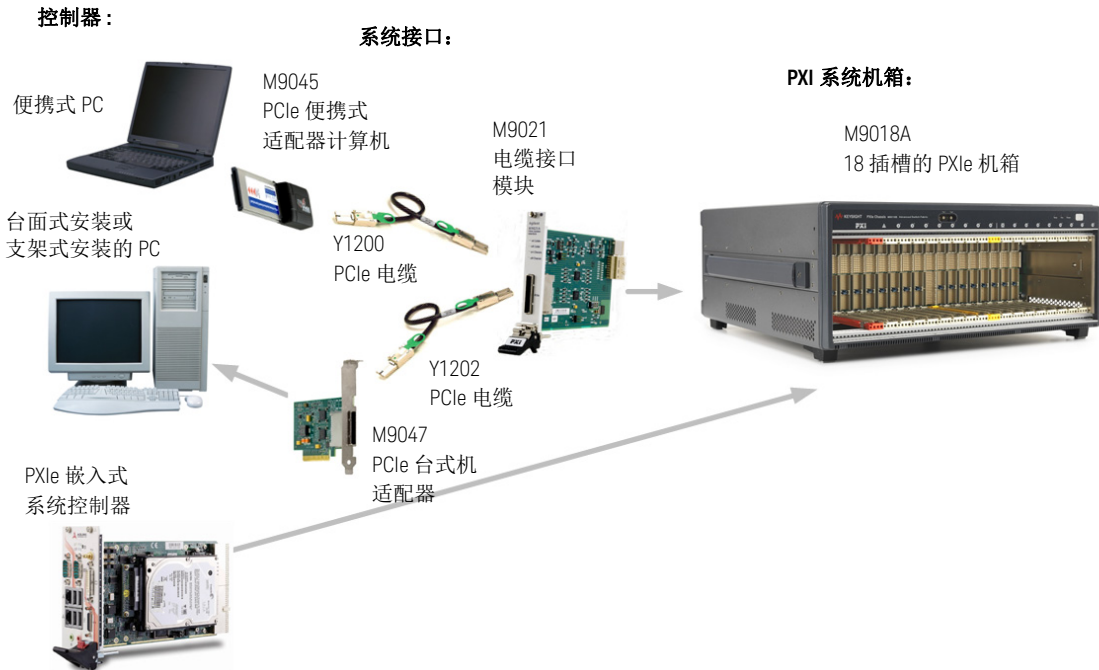 控制器:
系统接口:
便携式 PC
M9045
PCIe 便携式
适配器计算机
M9021
电缆接口
模块
PXI 系统机箱:
M9018A
18 插槽的 PXIe 机箱
台面式安装或
支架式安装的 PC
Y1200
PCIe 电缆
KEYSIGHT
PXI
PXI
Y1202
PCIe 电缆
M9047
PCIe 台式机
适配器
PXIe 嵌入式
系统控制器